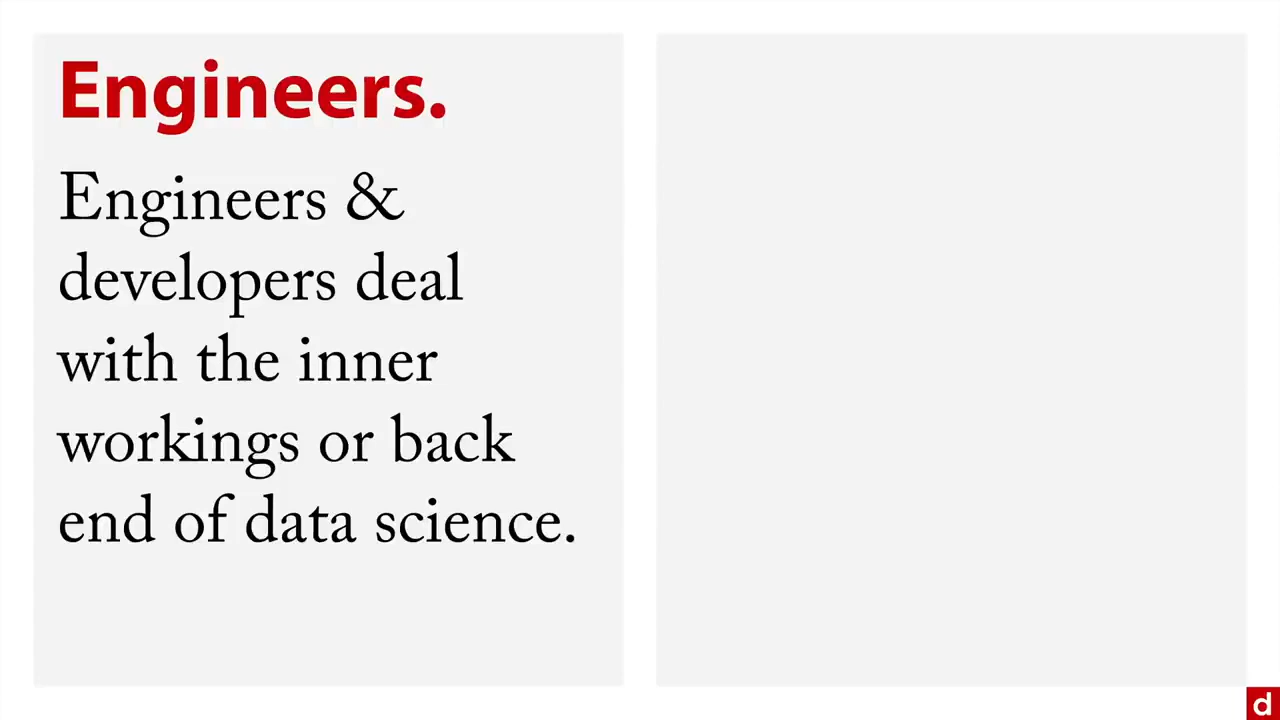 Engineers.
Engineers &
developers deal
with the inner
workings or back
end of data science.
d